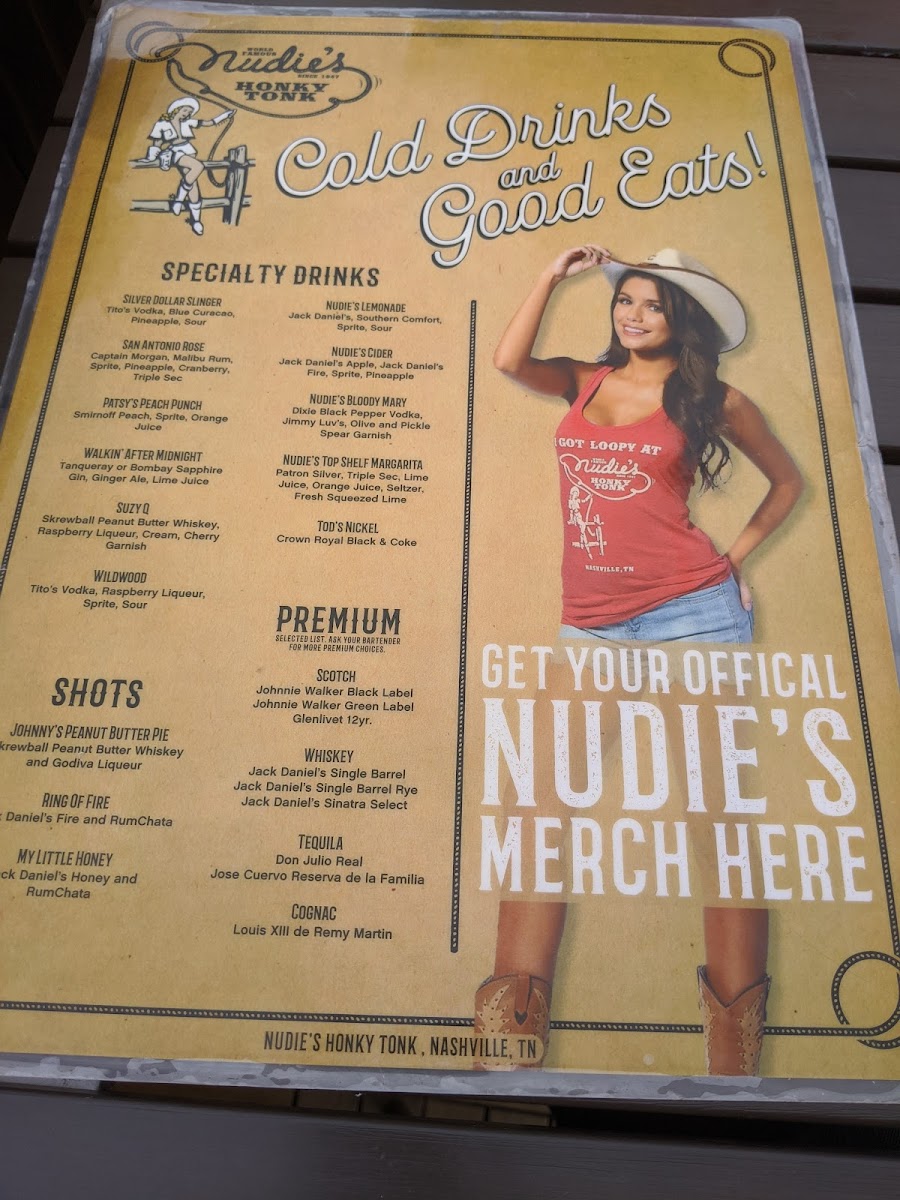 WORLD
FAMOUS
Nudie's
SINCE 1947
HONKY
TONK
Cold Drinks
and
Good Eats!
SPECIALTY DRINKS
SILVER DOLLAR SLINGER
Tito's Vodka, Blue Curacao,
Pineapple, Sour
SAN ANTONIO ROSE
Captain Morgan, Malibu Rum,
Sprite, Pineapple, Cranberry,
Triple Sec
PATSY'S PEACH PUNCH
Smirnoff Peach, Sprite, Orange
Juice
WALKIN' AFTER MIDNIGHT
Tanqueray or Bombay Sapphire
Gin, Ginger Ale, Lime Juice
SUZY Q
Skrewball Peanut Butter Whiskey,
Raspberry Liqueur, Cream, Cherry
Garnish
WILDWOOD
Tito's Vodka, Raspberry Liqueur,
Sprite, Sour
SHOTS
JOHNNY'S PEANUT BUTTER PIE
krewball Peanut Butter Whiskey
and Godiva Liqueur
RING OF FIRE
Daniel's Fire and RumChata
MY LITTLE HONEY
ck Daniel's Honey and
RumChata
NUDIE'S LEMONADE
Jack Daniel's, Southern Comfort,
Sprite, Sour
NUDIE'S CIDER
Jack Daniel's Apple, Jack Daniel's
Fire, Sprite, Pineapple
NUDIE'S BLOODY MARY
Dixie Black Pepper Vodka,
Jimmy Luv's, Olive and Pickle
Spear Garnish
NUDIE'S TOP SHELF MARGARITA
Patron Silver, Triple Sec, Lime
Juice, Orange Juice, Seltzer,
Fresh Squeezed Lime
TOD'S NICKEL
Crown Royal Black & Coke
PREMIUM
SELECTED LIST. ASK YOUR BARTENDER
FOR MORE PREMIUM CHOICES.
SCOTCH
Johnnie Walker Black Label
Johnnie Walker Green Label
Glenlivet 12yr.
WHISKEY
Jack Daniel's Single Barrel
Jack Daniel's Single Barrel Rye
Jack Daniel's Sinatra Select
TEQUILA
Don Julio Real
Jose Cuervo Reserva de la Familia
COGNAC
Louis XIII de Remy Martin
I GOT LOOPY AT
Nudie's
HONKY
TONK
NASHVILLE, TN
GET YOUR OFFICAL
NUDIE'S
MERCH HERE
NUDIE'S HONKY TONK, NASHVILLE, TN